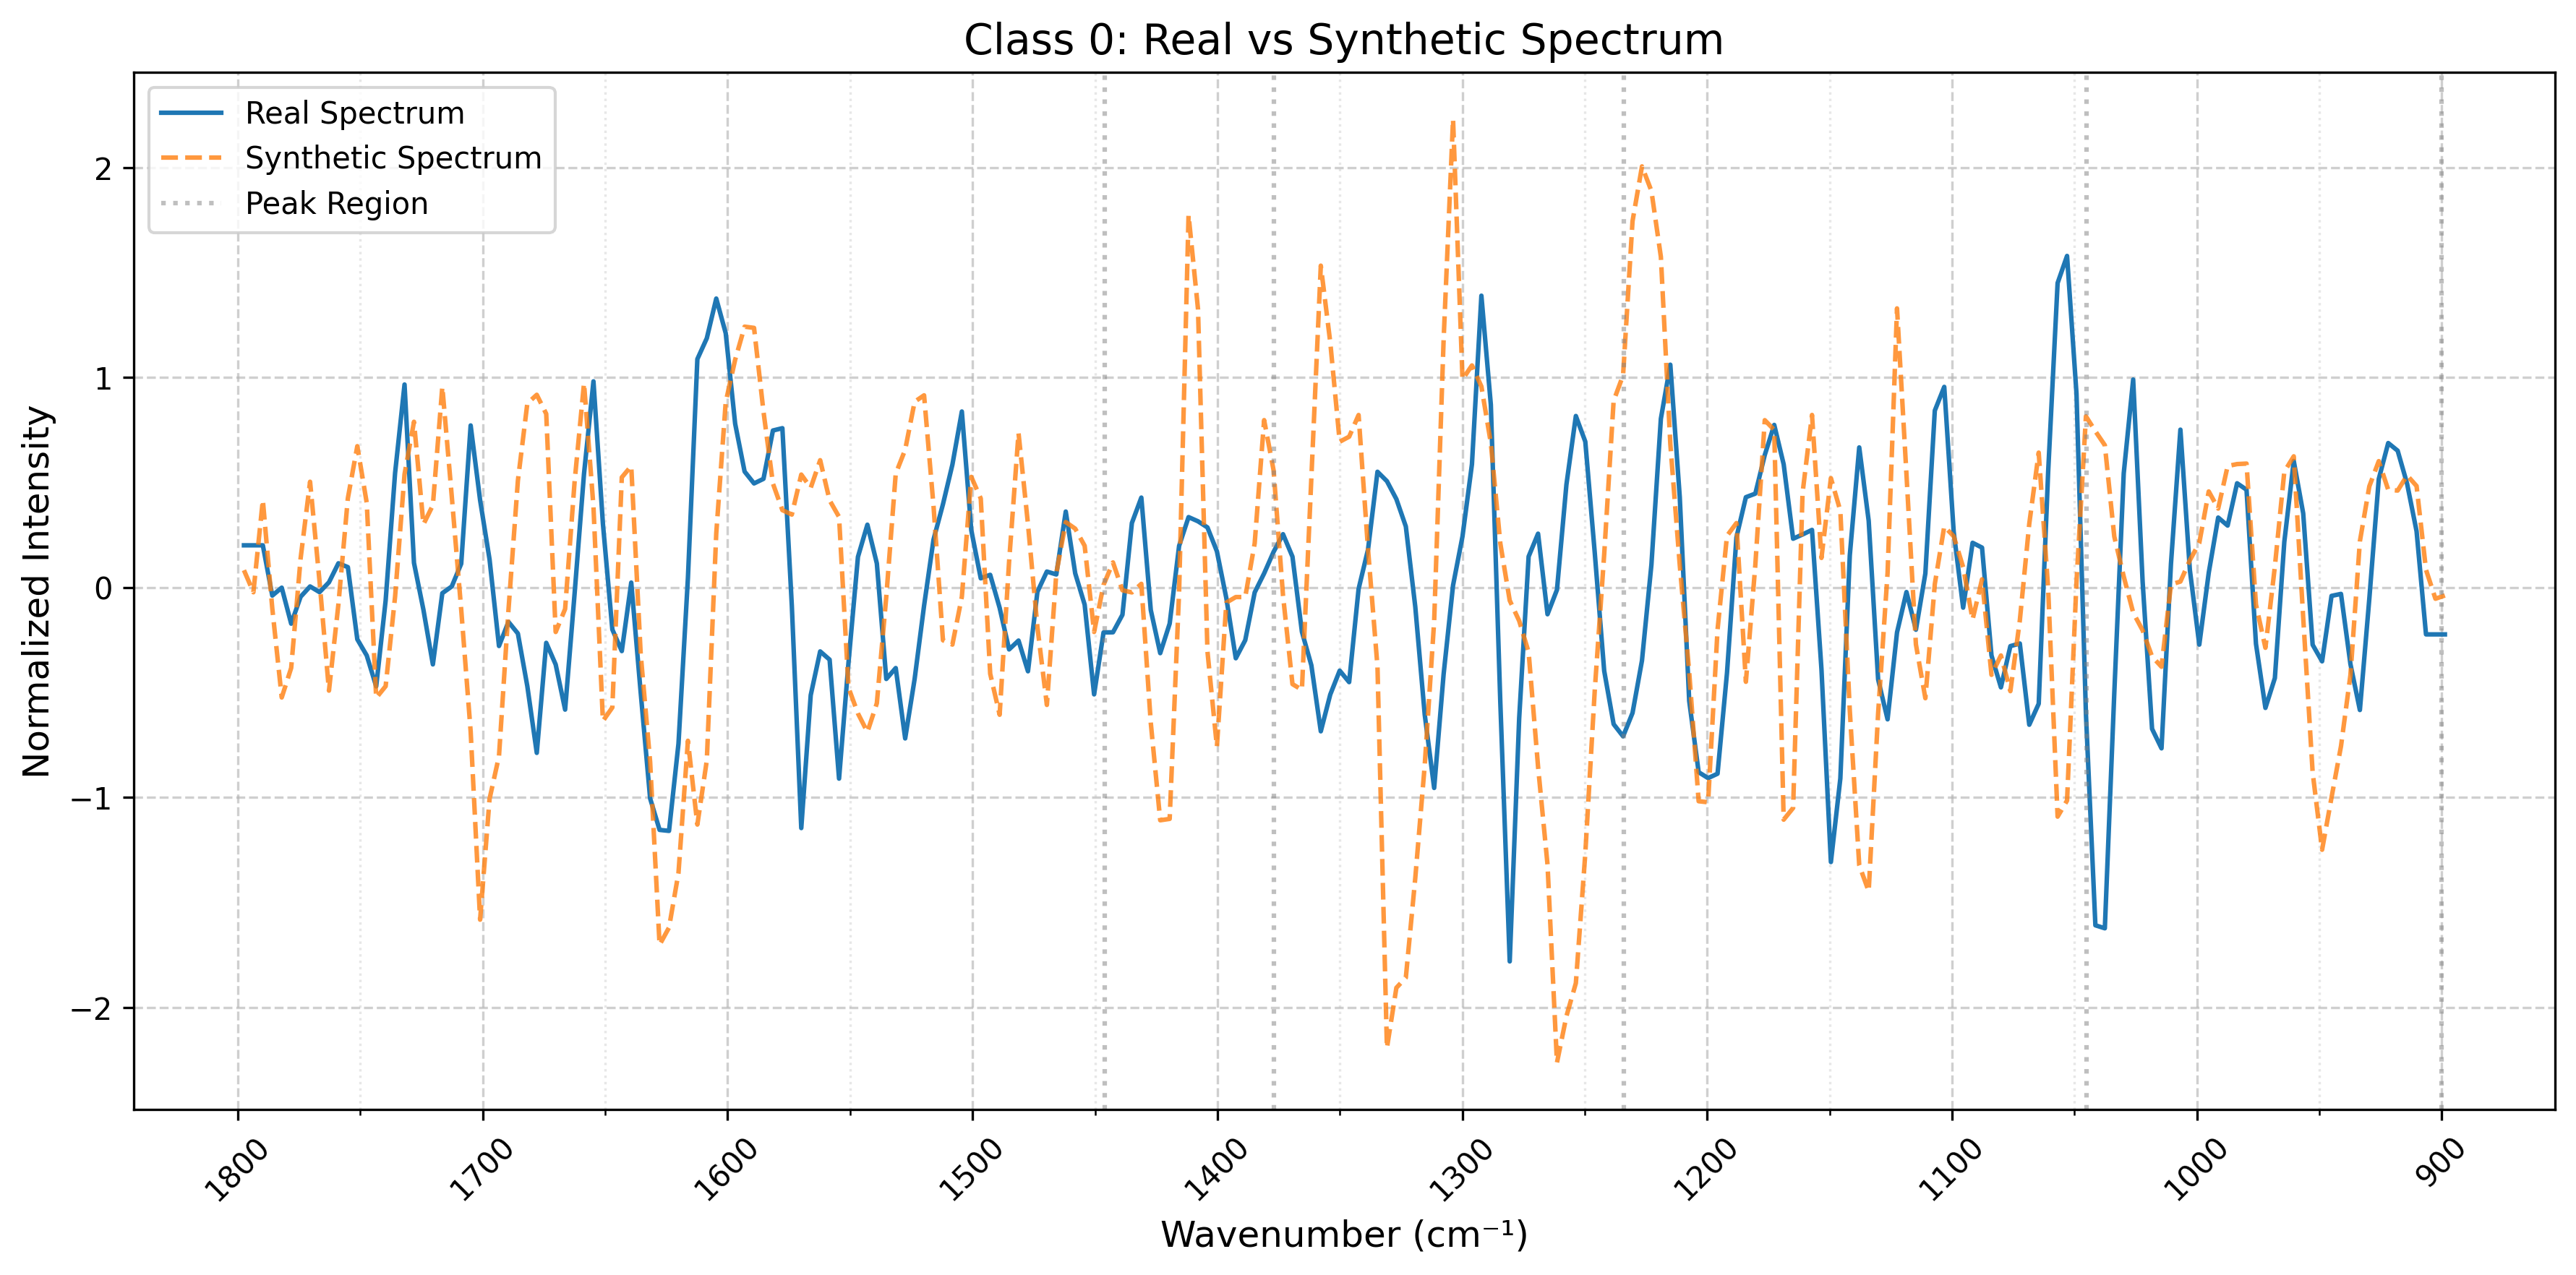 Class 0: Real vs Synthetic Spectrum
Real Spectrum
Synthetic Spectrum
Peak Region
Normalized Intensity
2
1
0
−1
−2
1800
1700
1600
1500
1400
1300
1200
1100
1000
900
Wavenumber (cm⁻¹)